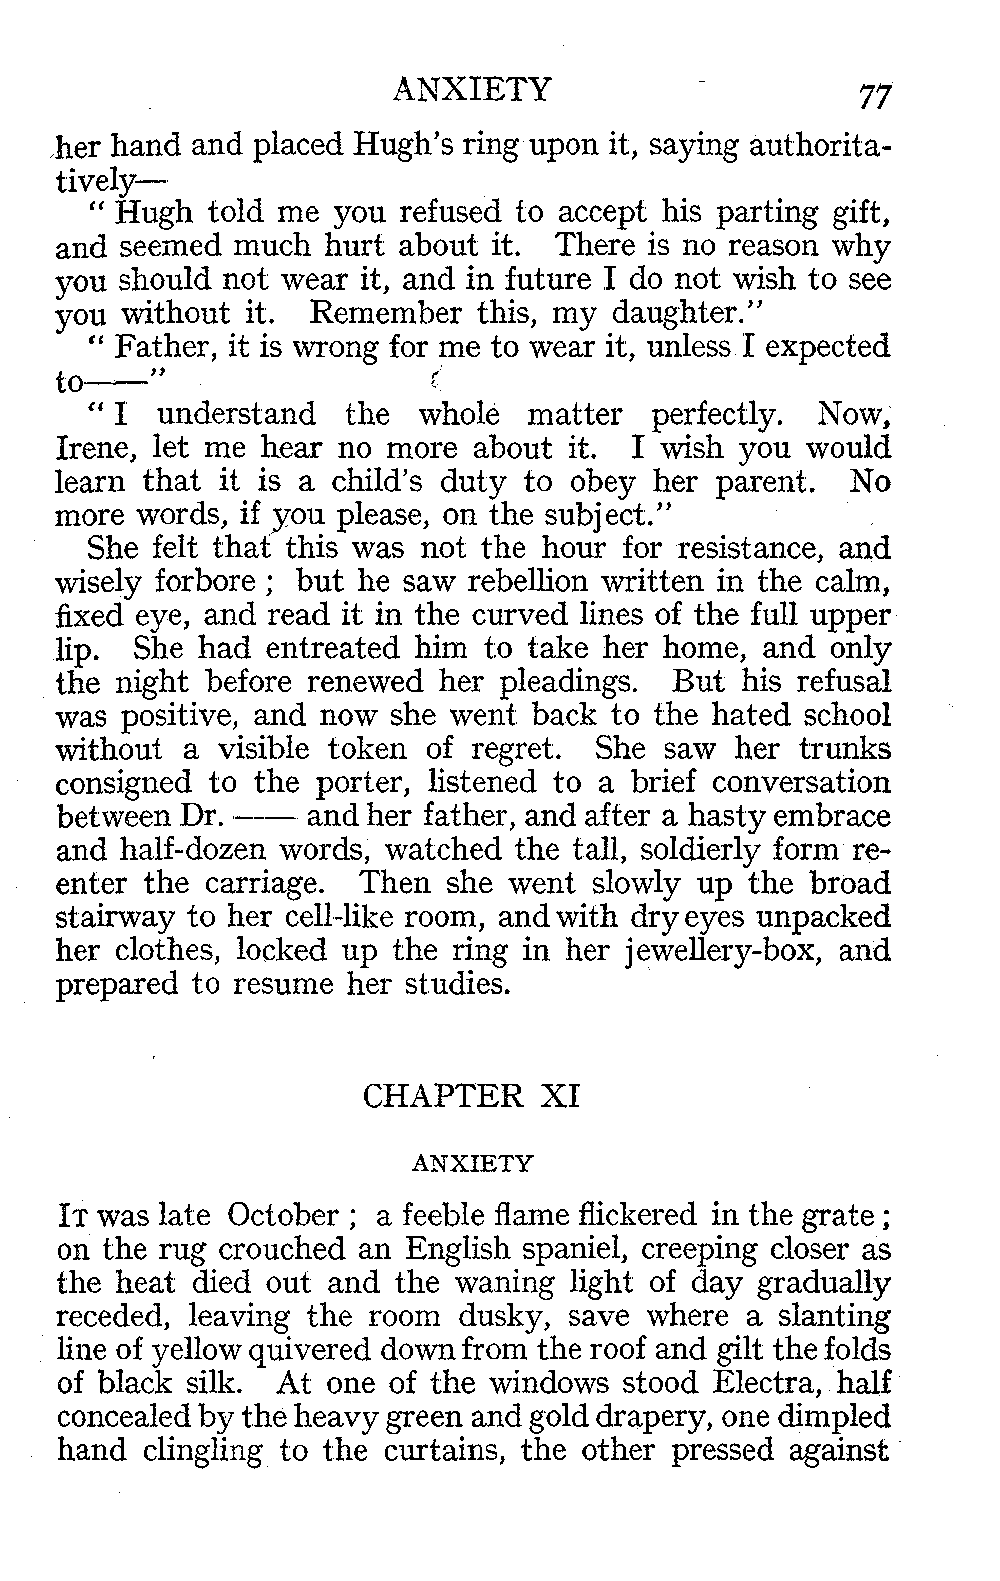 ANXIETY 77
her hand and placed Hugh's ring upon it, saying authorita-
tively—
“ Hugh told me you refused to accept his parting gift,
and seemed much hurt about it. There is no reason why
you should not wear it, and in future I do not wish to see
you without it. Remember this, my daughter.”
“ Father, it is wrong for me to wear it, unless I expected
to——”
“ I understand the whole matter perfectly. Now,
Irene, let me hear no more about it. I wish you would
learn that it is a child's duty to obey her parent. No
more words, if you please, on the subject.”
She felt that this was not the hour for resistance, and
wisely forbore ; but he saw rebellion written in the calm,
fixed eye, and read it in the curved lines of the full upper
lip. She had entreated him to take her home, and only
the night before renewed her pleadings. But his refusal
was positive, and now she went back to the hated school
without a visible token of regret. She saw her trunks
consigned to the porter, listened to a brief conversation
between Dr. —— and her father, and after a hasty embrace
and half-dozen words, watched the tall, soldierly form re-
enter the carriage. Then she went slowly up the broad
stairway to her cell-like room, and with dry eyes unpacked
her clothes, locked up the ring in her jewellery-box, and
prepared to resume her studies.
CHAPTER XI
ANXIETY
IT was late October ; a feeble flame flickered in the grate ;
on the rug crouched an English spaniel, creeping closer as
the heat died out and the waning light of day gradually
receded, leaving the room dusky, save where a slanting
line of yellow quivered down from the roof and gilt the folds
of black silk. At one of the windows stood Electra, half
concealed by the heavy green and gold drapery, one dimpled
hand clingling to the curtains, the other pressed against